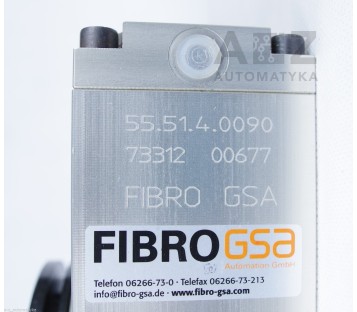 AUTOMATYKA
55.51.4.0090
73312 00677
FIBRO GSA
FIBROGSa
Automation GmbH
Telefon 06266-73-0 · Telefax 06266-73-213
info@fibro-gsa.de · www.fibro-gsa.com